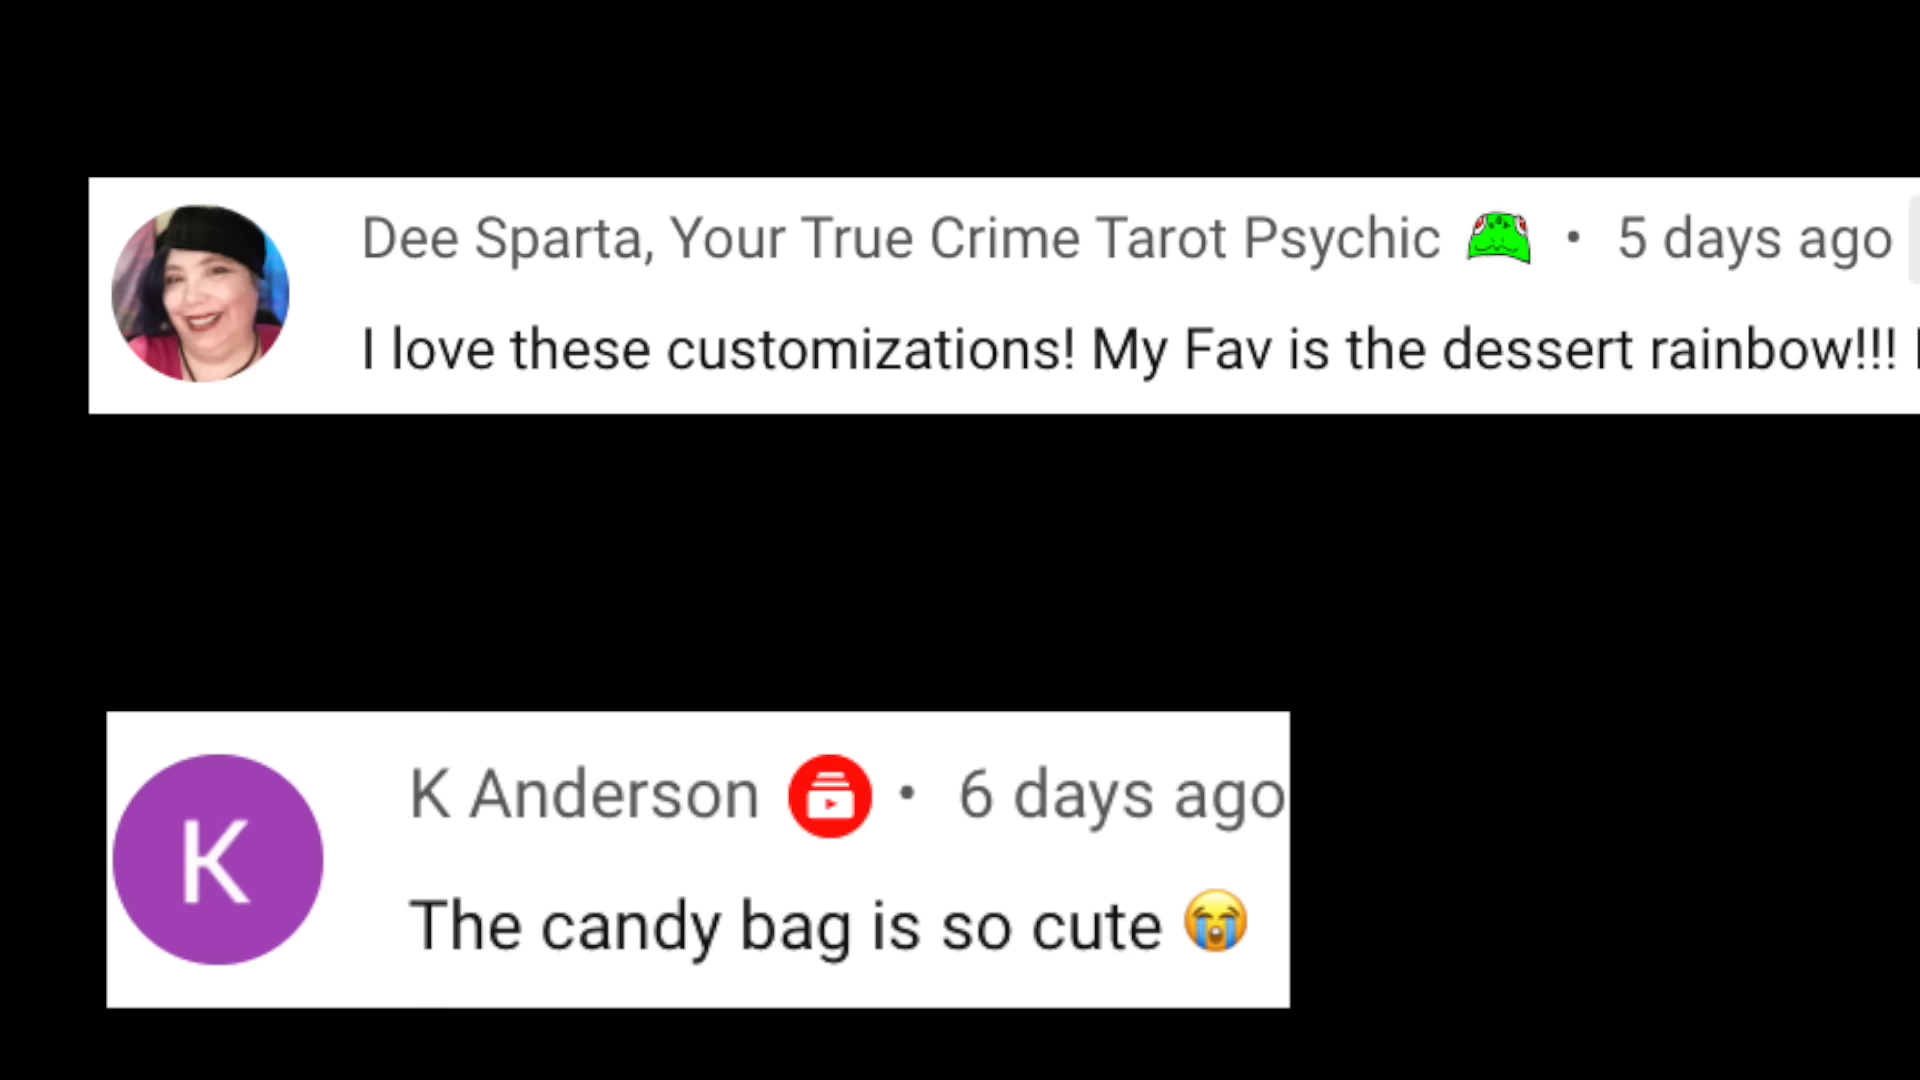 Dee Sparta, Your True Crime Tarot Psychic 🐸 • 5 days ago
I love these customizations! My Fav is the dessert rainbow!!!
K
K Anderson • 6 days ago
The candy bag is so cute 😭